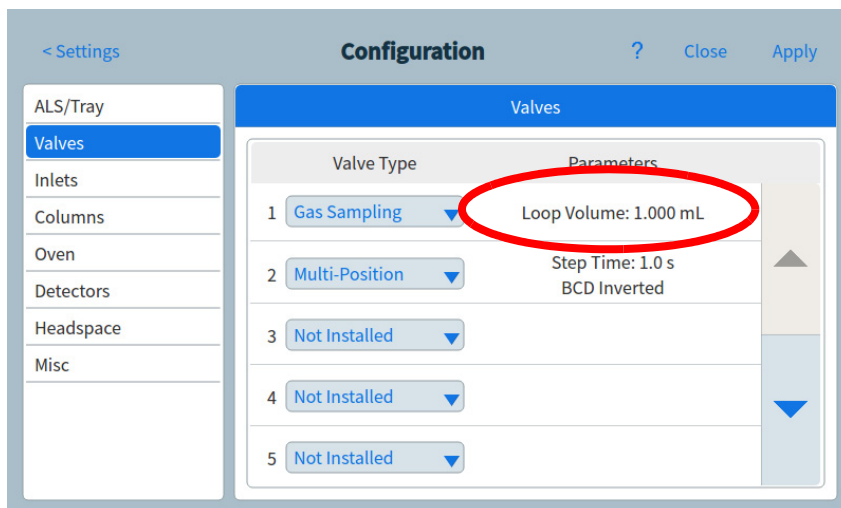 < Settings
Configuration
?
Close
Apply
ALS/Tray
Valves
Inlets
Columns
Oven
Detectors
Headspace
Misc
Valves
Valve Type
Parameters
1 Gas Sampling
Loop Volume: 1.000 mL
2 Multi-Position
Step Time: 1.0 s
BCD Inverted
3 Not Installed
4 Not Installed
5 Not Installed